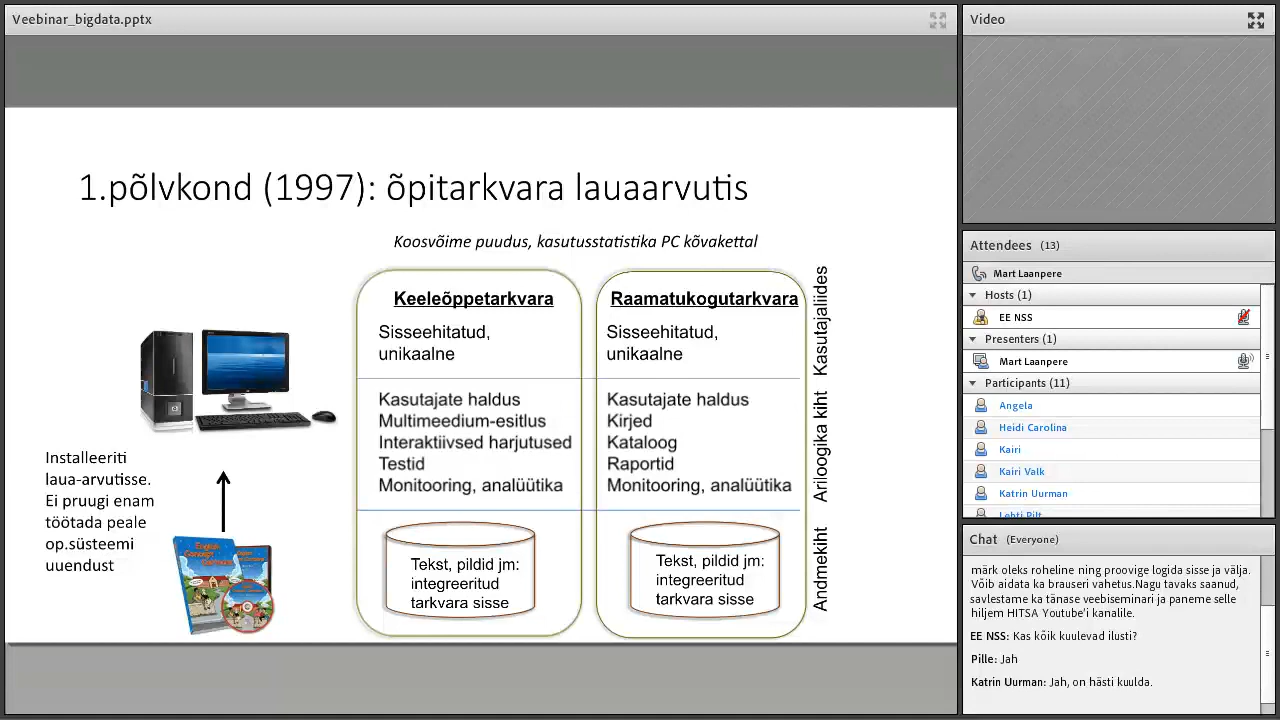 Veebinar_bigdata.pptx
1.põlvkond (1997): õpitarkvara lauaarvutis
Koosvõime puudus, kasutusstatistika PC kõvakettal
Keeleõppetarkvara
Sisseehitatud,
unikaalne
Kasutajate haldus
Multimeedium-esitlus
Interaktiivsed harjutused
Testid
Monitooring, analüütika
Tekst, pildid jm:
integreeritud
tarkvara sisse
Raamatukogutarkvara
Sisseehitatud,
unikaalne
Kasutajate haldus
Kirjed
Kataloog
Raportid
Monitooring, analüütika
Tekst, pildid jm:
integreeritud
tarkvara sisse
Kasutajaliides
Äriloogika kiht
Andmekiht
Installeeriti
laua-arvutisse.
Ei pruugi enam
töötada peale
op.süsteemi
uuendust
Video
Attendees (13)
Mart Laanpere
Hosts (1)
EE NSS
Presenters (1)
Mart Laanpere
Participants (11)
Angela
Heidi Carolina
Kairi
Kairi Valk
Katrin Uurman
Lehti Pilt
Chat (Everyone)
märk oleks roheline ning proovige logida sisse ja välja.
Võib aidata ka brauseri vahetus.Nagu tavaks saanud,
savlestame ka tänase veebiseminari ja paneme selle
hiljem HITSA Youtube'i kanalile.
EE NSS: Kas kõik kuulevad ilusti?
Pille: Jah
Katrin Uurman: Jah, on hästi kuulda.